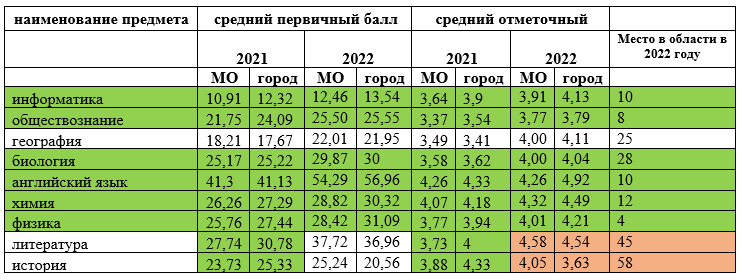 наименование предмета средний первичный балл средний отметочный
2021 2022 2021 2022 Место в области в 2022 году
МО город МО город МО город МО город
информатика 10,91 12,32 12,46 13,54 3,64 3,9 3,91 4,13 10
обществознание 21,75 24,09 25,50 25,55 3,37 3,54 3,77 3,79 8
география 18,21 17,67 22,01 21,95 3,49 3,41 4,00 4,11 25
биология 25,17 25,22 29,87 30 3,58 3,62 4,00 4,04 28
английский язык 41,3 41,13 54,29 56,96 4,26 4,33 4,26 4,92 10
химия 26,26 27,29 28,82 30,32 4,07 4,18 4,32 4,49 12
физика 25,76 27,44 28,42 31,09 3,77 3,94 4,01 4,21 4
литература 27,74 30,78 37,72 36,96 3,73 4 4,58 4,54 45
история 23,73 25,33 25,24 20,56 3,88 4,33 4,05 3,63 58